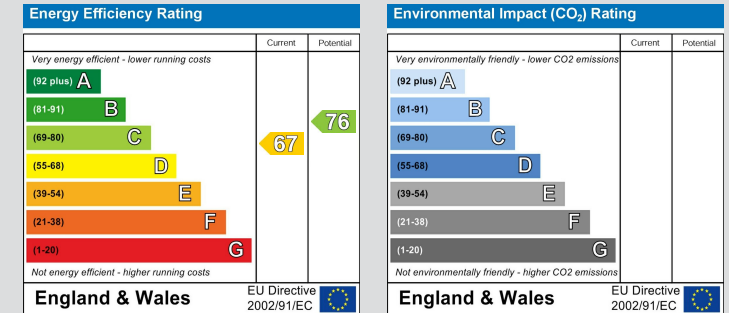 Energy Efficiency Rating
Current Potential
Very energy efficient - lower running costs
(92 plus) A
(81-91) B
(69-80) C
(55-68) D
(39-54) E
(21-38) F
(1-20) G
67
76
Not energy efficient - higher running costs
England & Wales
EU Directive
2002/91/EC
Environmental Impact (CO₂) Rating
Current Potential
Very environmentally friendly - lower CO2 emissions
(92 plus) A
(81-91) B
(69-80) C
(55-68) D
(39-54) E
(21-38) F
(1-20) G
Not environmentally friendly - higher CO2 emissions
England & Wales
EU Directive
2002/91/EC